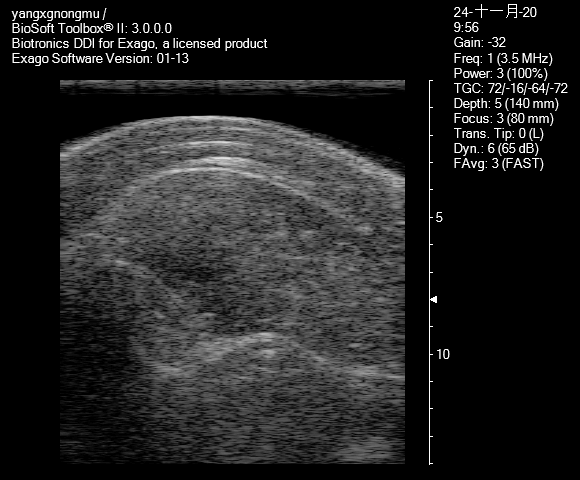 yangxgnongmu /
BioSoft Toolbox® II: 3.0.0.0
Biotronics DDI for Exago, a licensed product
Exago Software Version: 01-13
24-十一月-20
9:56
Gain: -32
Freq: 1 (3.5 MHz)
Power: 3 (100%)
TGC: 72/-16/-64/-72
Depth: 5 (140 mm)
Focus: 3 (80 mm)
Trans. Tip: 0 (L)
Dyn.: 6 (65 dB)
FAvg: 3 (FAST)
5
10